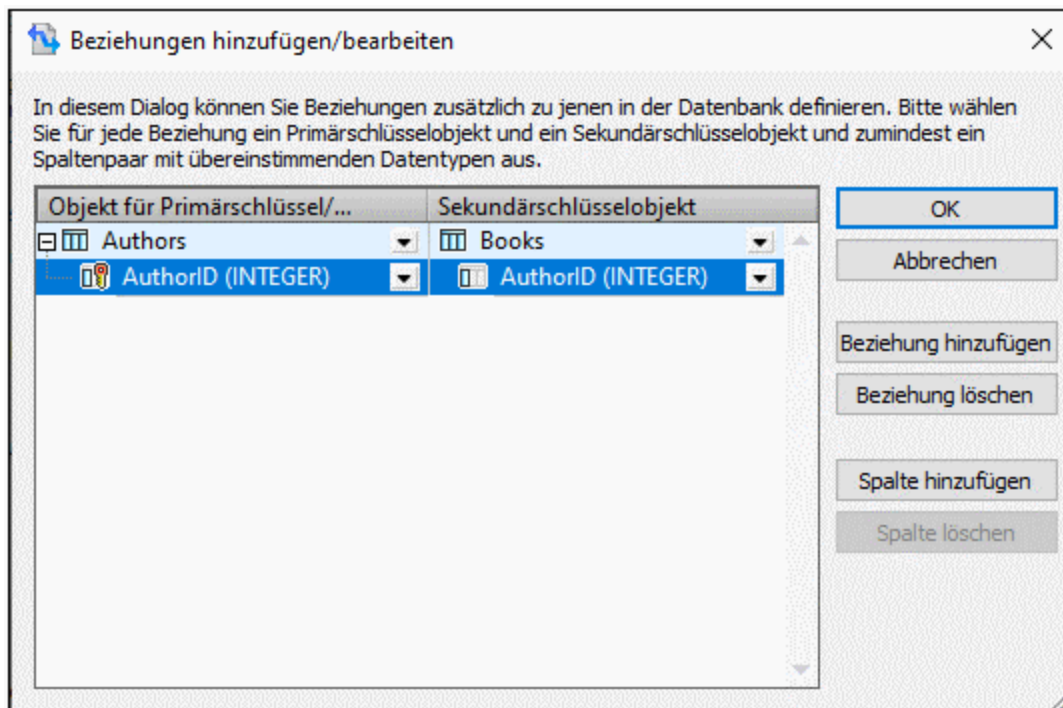 Beziehungen hinzufügen/bearbeiten
In diesem Dialog können Sie Beziehungen zusätzlich zu jenen in der Datenbank definieren. Bitte wählen
Sie für jede Beziehung ein Primärschlüsselobjekt und ein Sekundärschlüsselobjekt und zumindest ein
Spaltenpaar mit übereinstimmenden Datentypen aus.
Objekt für Primärschlüssel/... Sekundärschlüsselobjekt
Authors Books
AuthorID (INTEGER) AuthorID (INTEGER)
OK
Abbrechen
Beziehung hinzufügen
Beziehung löschen
Spalte hinzufügen
Spalte löschen